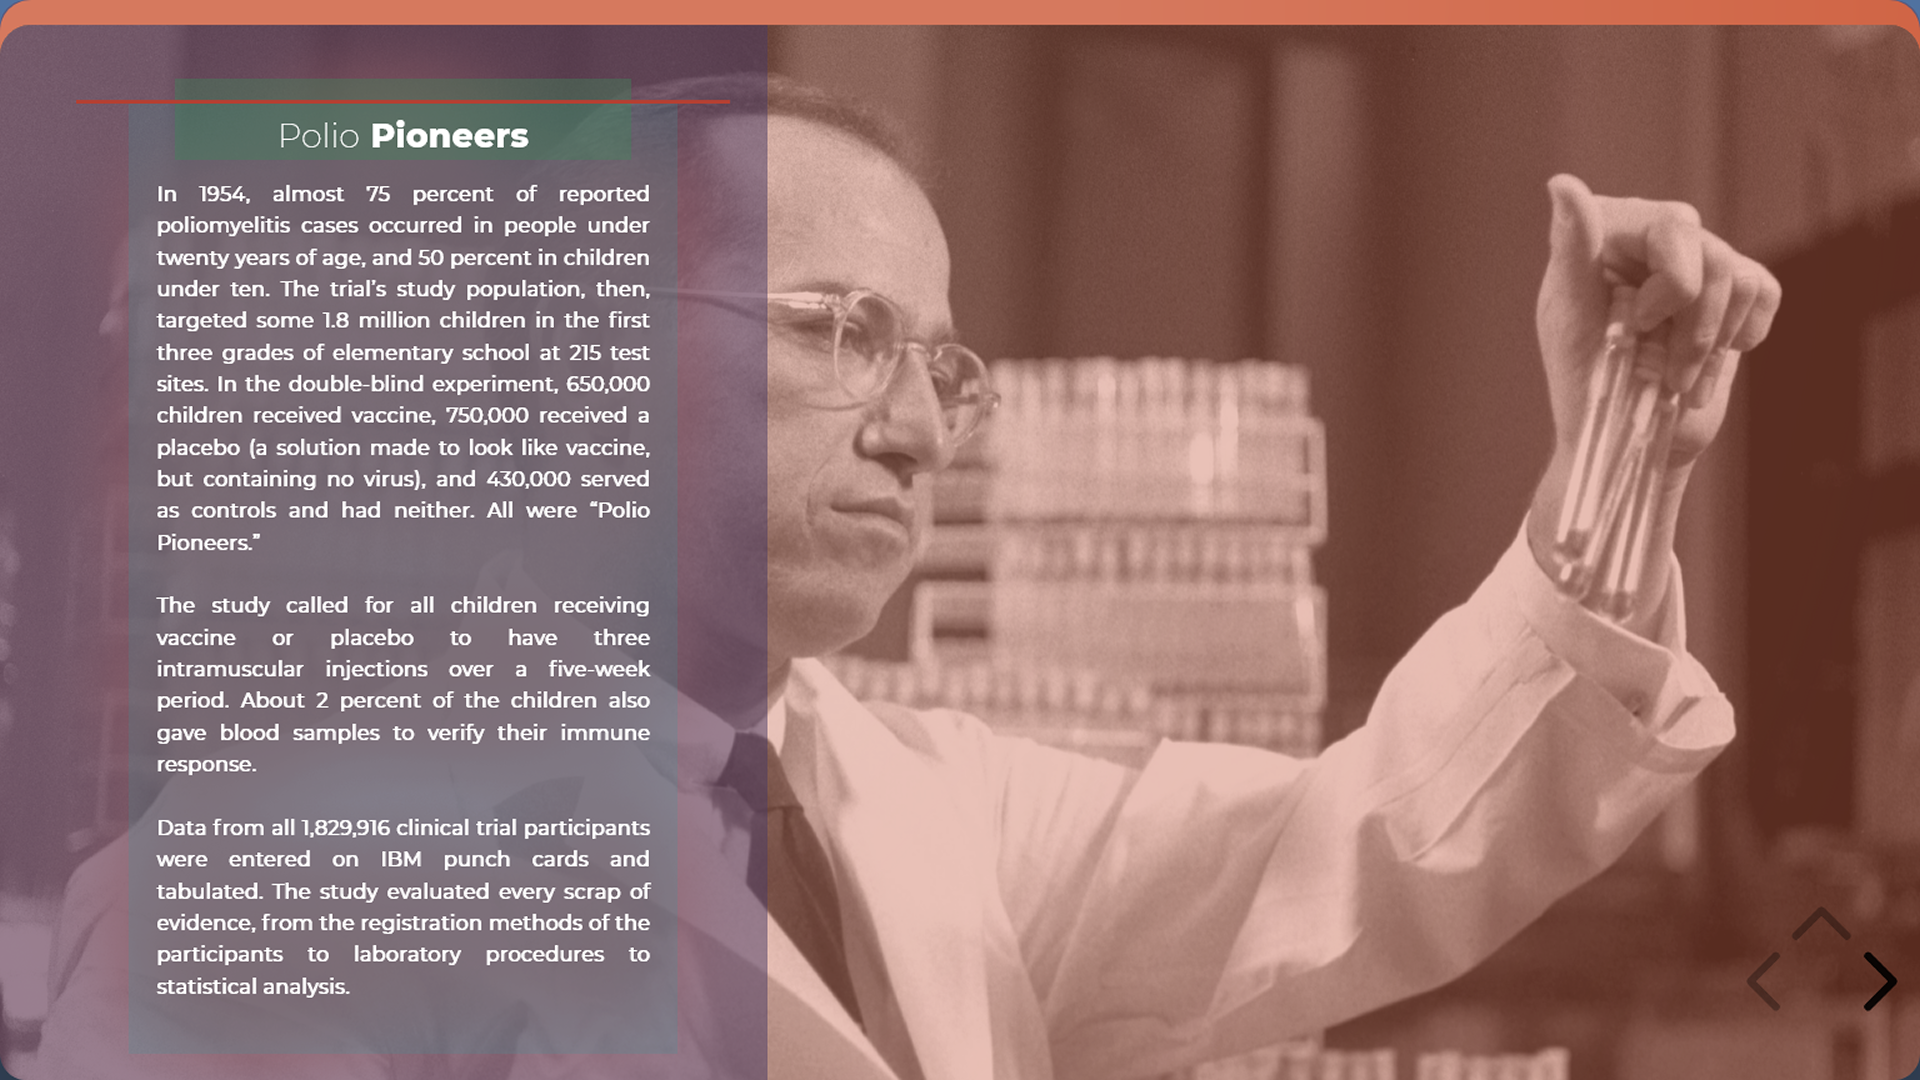 Polio Pioneers
In 1954, almost 75 percent of reported
poliomyelitis cases occurred in people under
twenty years of age, and 50 percent in children
under ten. The trial’s study population, then,
targeted some 1.8 million children in the first
three grades of elementary school at 215 test
sites. In the double-blind experiment, 650,000
children received vaccine, 750,000 received a
placebo (a solution made to look like vaccine,
but containing no virus), and 430,000 served
as controls and had neither. All were “Polio
Pioneers.”
The study called for all children receiving
vaccine or placebo to have three
intramuscular injections over a five-week
period. About 2 percent of the children also
gave blood samples to verify their immune
response.
Data from all 1,829,916 clinical trial participants
were entered on IBM punch cards and
tabulated. The study evaluated every scrap of
evidence, from the registration methods of the
participants to laboratory procedures to
statistical analysis.